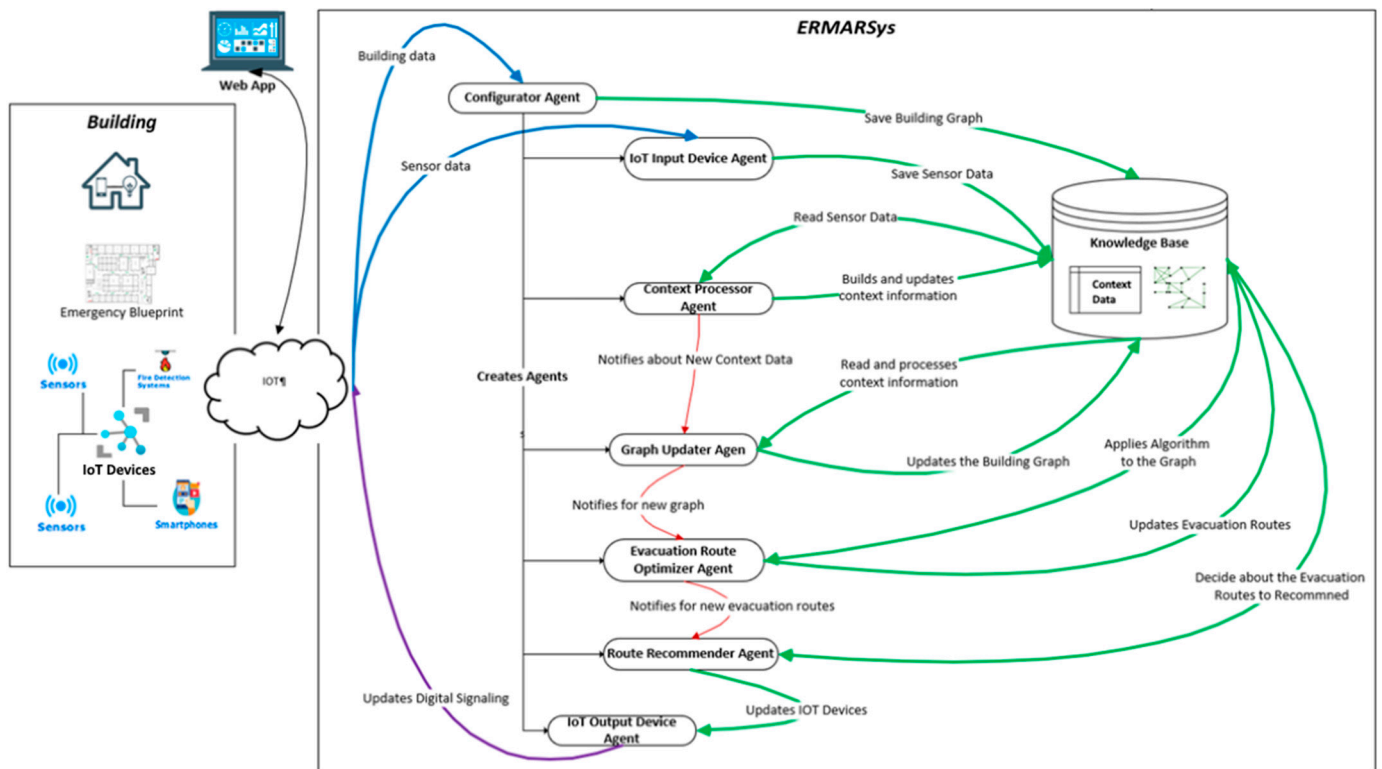 ERMARSys
Building data
Web App
Configurator Agent
Save Building Graph
Building
Sensor data
IoT Input Device Agent
Save Sensor Data
Read Sensor Data
Knowledge Base
Context
Data
Context Processor
Agent
Builds and updates
context information
Emergency Blueprint
Sensors
Fire Detection
Systems
IOT¶
IoT Devices
Sensors
Smartphones
Notifies about New Context Data
Read and processes
context information
Creates Agents
Graph Updater Agen
Updates the Building Graph
Applies Algorithm
to the Graph
Notifies for new graph
Updates Evacuation Routes
Evacuation Route
Optimizer Agent
Decide about the Evacuation
Routes to Recommned
Notifies for new evacuation routes
Route Recommender Agent
Updates Digital Signaling
Updates IOT Devices
IoT Output Device
Agent